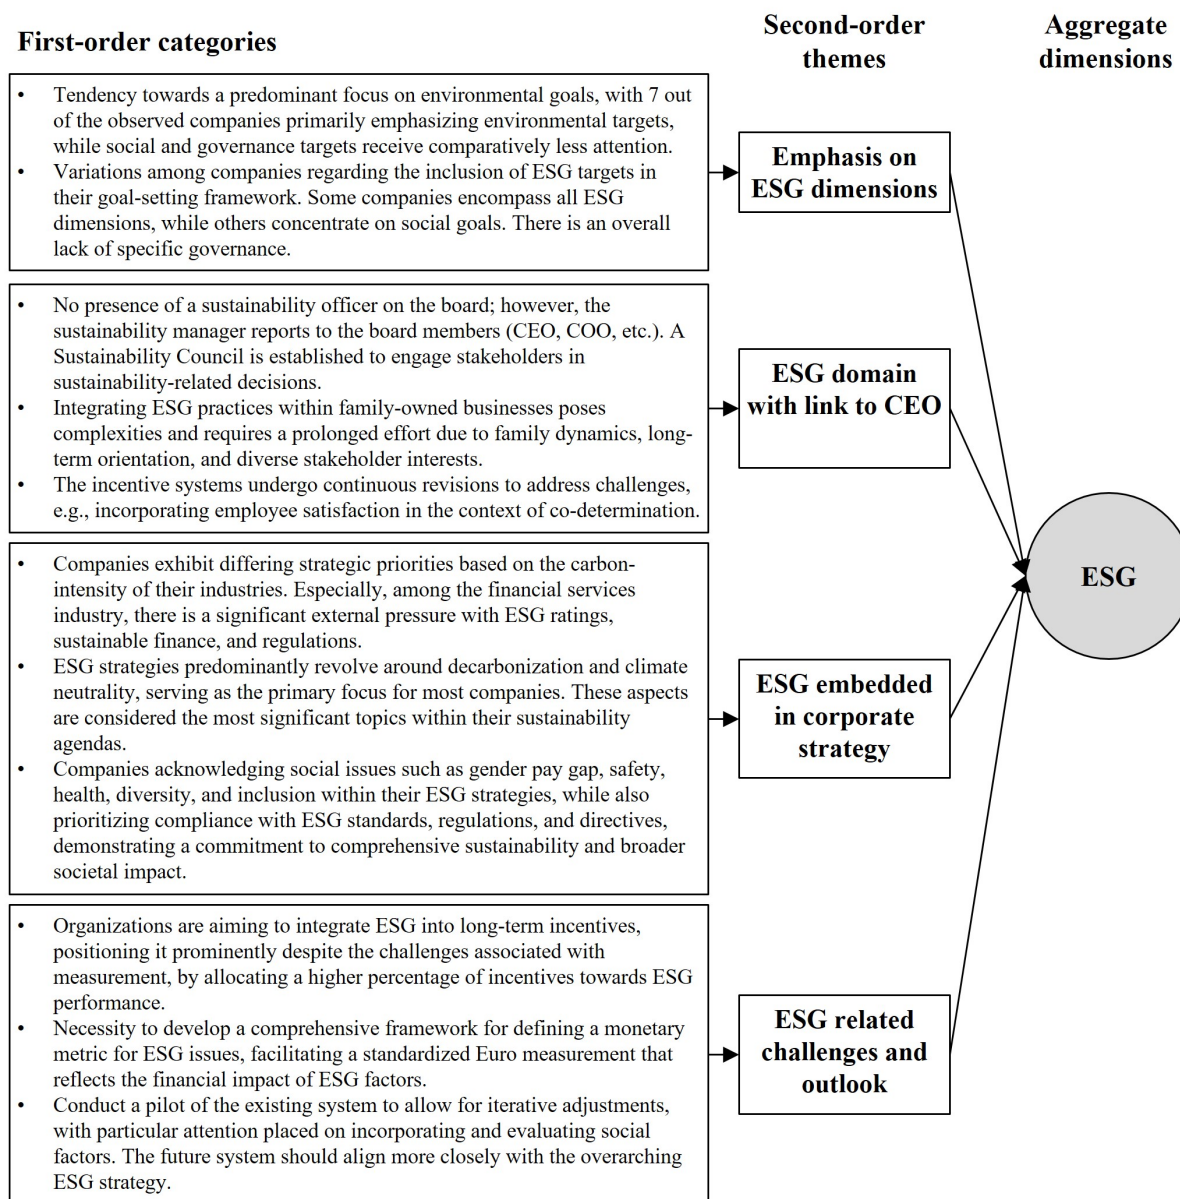 First-order categories
Second-order
themes
Aggregate
dimensions
• Tendency towards a predominant focus on environmental goals, with 7 out
of the observed companies primarily emphasizing environmental targets,
while social and governance targets receive comparatively less attention.
• Variations among companies regarding the inclusion of ESG targets in
their goal-setting framework. Some companies encompass all ESG
dimensions, while others concentrate on social goals. There is an overall
lack of specific governance.
Emphasis on
ESG dimensions
• No presence of a sustainability officer on the board; however, the
sustainability manager reports to the board members (CEO, COO, etc.). A
Sustainability Council is established to engage stakeholders in
sustainability-related decisions.
• Integrating ESG practices within family-owned businesses poses
complexities and requires a prolonged effort due to family dynamics, long-
term orientation, and diverse stakeholder interests.
• The incentive systems undergo continuous revisions to address challenges,
e.g., incorporating employee satisfaction in the context of co-determination.
ESG domain
with link to CEO
• Companies exhibit differing strategic priorities based on the carbon-
intensity of their industries. Especially, among the financial services
industry, there is a significant external pressure with ESG ratings,
sustainable finance, and regulations.
• ESG strategies predominantly revolve around decarbonization and climate
neutrality, serving as the primary focus for most companies. These aspects
are considered the most significant topics within their sustainability
agendas.
• Companies acknowledging social issues such as gender pay gap, safety,
health, diversity, and inclusion within their ESG strategies, while also
prioritizing compliance with ESG standards, regulations, and directives,
demonstrating a commitment to comprehensive sustainability and broader
societal impact.
ESG embedded
in corporate
strategy
• Organizations are aiming to integrate ESG into long-term incentives,
positioning it prominently despite the challenges associated with
measurement, by allocating a higher percentage of incentives towards ESG
performance.
• Necessity to develop a comprehensive framework for defining a monetary
metric for ESG issues, facilitating a standardized Euro measurement that
reflects the financial impact of ESG factors.
• Conduct a pilot of the existing system to allow for iterative adjustments,
with particular attention placed on incorporating and evaluating social
factors. The future system should align more closely with the overarching
ESG strategy.
ESG related
challenges and
outlook
ESG